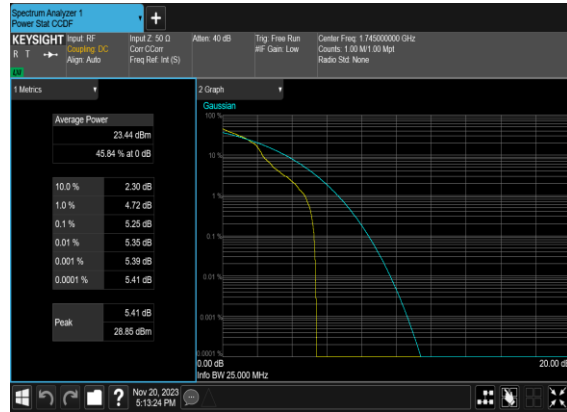 Spectrum Analyzer 1
Power Stat CCDF
KEYSIGHT
R T
LW
Input: RF
Coupling: DC
Align: Auto
Input Z: 50 Ω
Corr CCorr
Freq Ref: Int (S)
Atten: 40 dB
Trig: Free Run
#IF Gain: Low
Center Freq: 1.745000000 GHz
Counts: 1.00 M/1.00 Mpt
Radio Std: None
1 Metrics
Average Power
23.44 dBm
45.84 % at 0 dB
10.0 % 2.30 dB
1.0 % 4.72 dB
0.1 % 5.25 dB
0.01 % 5.35 dB
0.001 % 5.39 dB
0.0001 % 5.41 dB
Peak
5.41 dB
28.85 dBm
2 Graph
Gaussian
100 %
10 %
1 %
0.1 %
0.01 %
0.001 %
0.0001 %
0.00 dB
20.00 dB
Info BW 25.000 MHz
?
Nov 20, 2023
5:13:24 PM